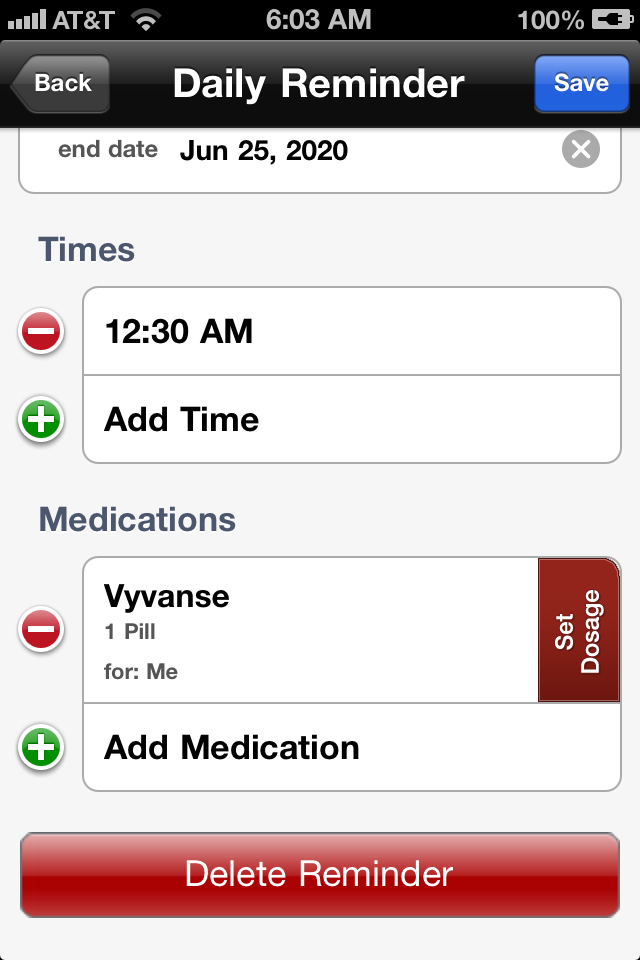 AT&T 6:03 AM 100%
Back Daily Reminder Save
end date Jun 25, 2020
Times
12:30 AM
Add Time
Medications
Vyvanse
1 Pill
for: Me
Set
Dosage
Add Medication
Delete Reminder